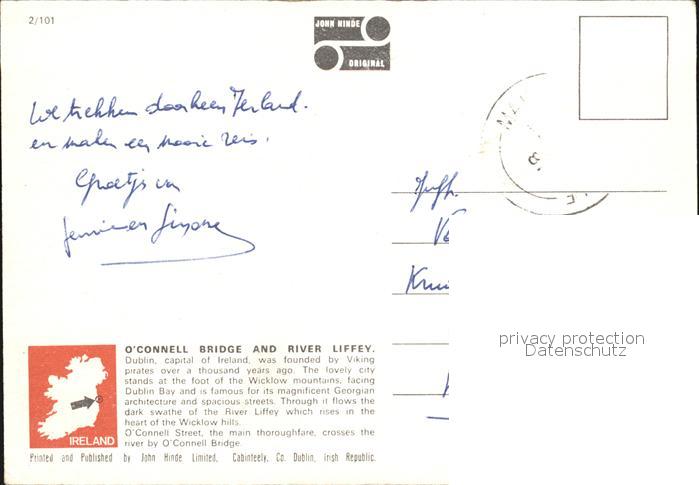 2/101
JOHN HINDE
ORIGINAL
We trekken doorheen Ierland.
en maken een mooie reis.
Groetjes van
en Simone
Juffr.
privacy protection
Datenschutz
O'CONNELL BRIDGE AND RIVER LIFFEY.
Dublin, capital of Ireland, was founded by Viking
pirates over a thousand years ago. The lovely city
stands at the foot of the Wicklow mountains, facing
Dublin Bay and is famous for its magnificent Georgian
architecture and spacious streets. Through it flows the
dark swathe of the River Liffey which rises in the
heart of the Wicklow hills.
O'Connell Street, the main thoroughfare, crosses the
river by O'Connell Bridge.
IRELAND
Printed and Published by John Hinde Limited, Cabinteely, Co. Dublin, Irish Republic.